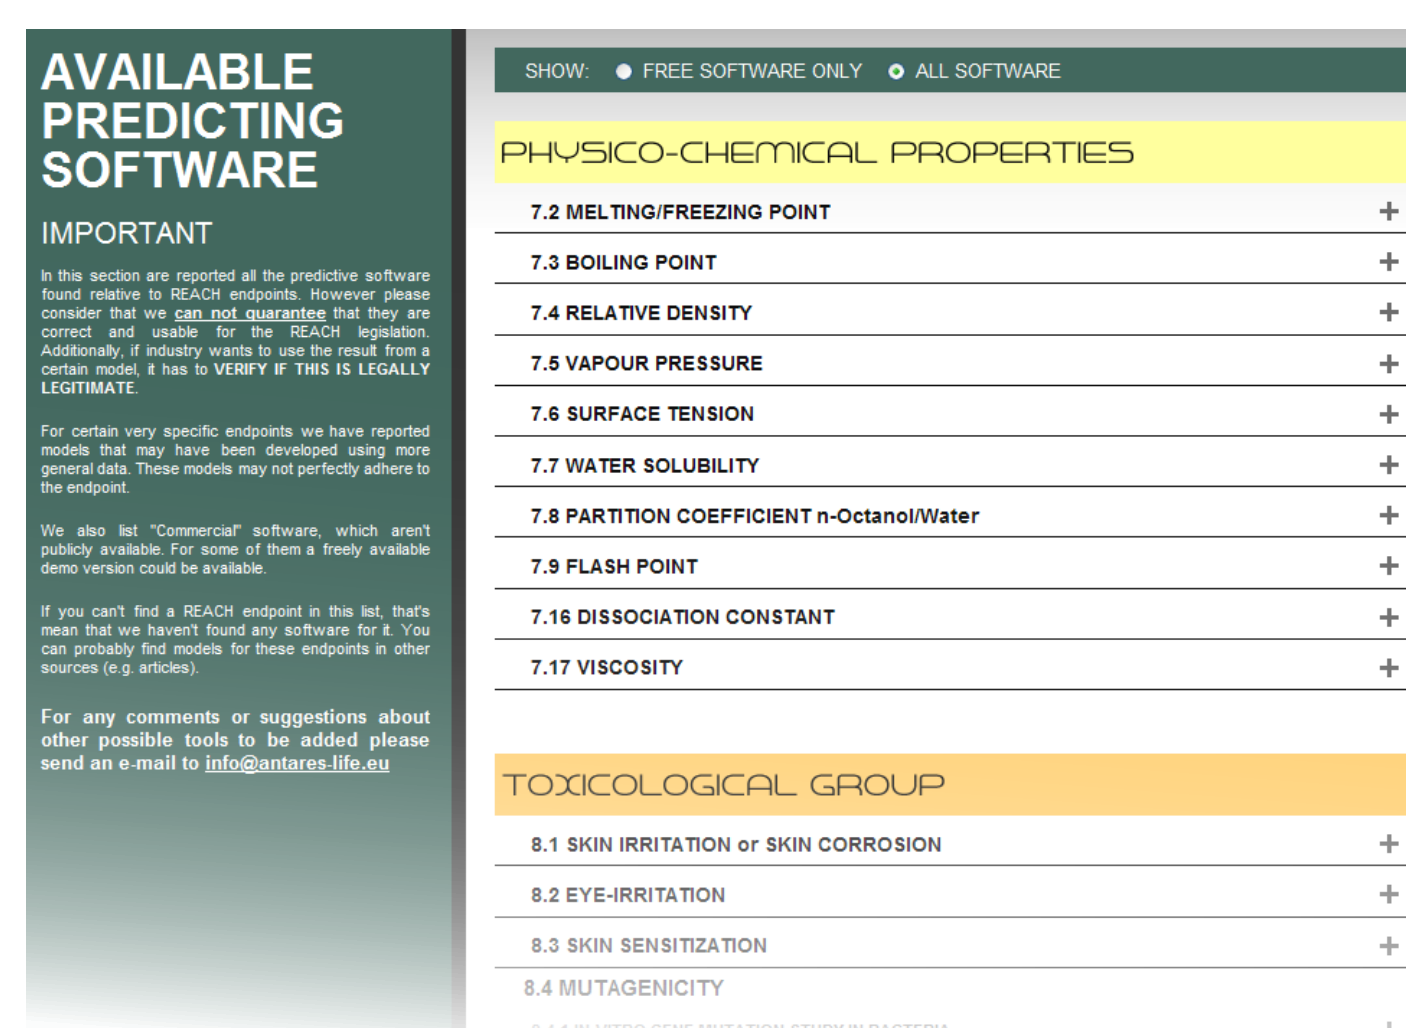 AVAILABLE
PREDICTING
SOFTWARE
IMPORTANT
In this section are reported all the predictive software
found relative to REACH endpoints. However please
consider that we can not quarantee that they are
correct and usable for the REACH legislation.
Additionally, if industry wants to use the result from a
certain model, it has to VERIFY IF THIS IS LEGALLY
LEGITIMATE.
For certain very specific endpoints we have reported
models that may have been developed using more
general data. These models may not perfectly adhere to
the endpoint.
We also list "Commercial" software, which aren't
publicly available. For some of them a freely available
demo version could be available.
If you can't find a REACH endpoint in this list, that's
mean that we haven't found any software for it. You
can probably find models for these endpoints in other
sources (e.g. articles).
For any comments or suggestions about
other possible tools to be added please
send an e-mail to info@antares-life.eu
SHOW: FREE SOFTWARE ONLY ALL SOFTWARE
PHYSICO-CHEMICAL PROPERTIES
7.2 MELTING/FREEZING POINT
7.3 BOILING POINT
7.4 RELATIVE DENSITY
7.5 VAPOUR PRESSURE
7.6 SURFACE TENSION
7.7 WATER SOLUBILITY
7.8 PARTITION COEFFICIENT n-Octanol/Water
7.9 FLASH POINT
7.16 DISSOCIATION CONSTANT
7.17 VISCOSITY
TOXICOLOGICAL GROUP
8.1 SKIN IRRITATION or SKIN CORROSION
8.2 EYE-IRRITATION
8.3 SKIN SENSITIZATION
8.4 MUTAGENICITY
8.4.1 IN VITRO GENE MUTATION STUDY IN BACTERIA